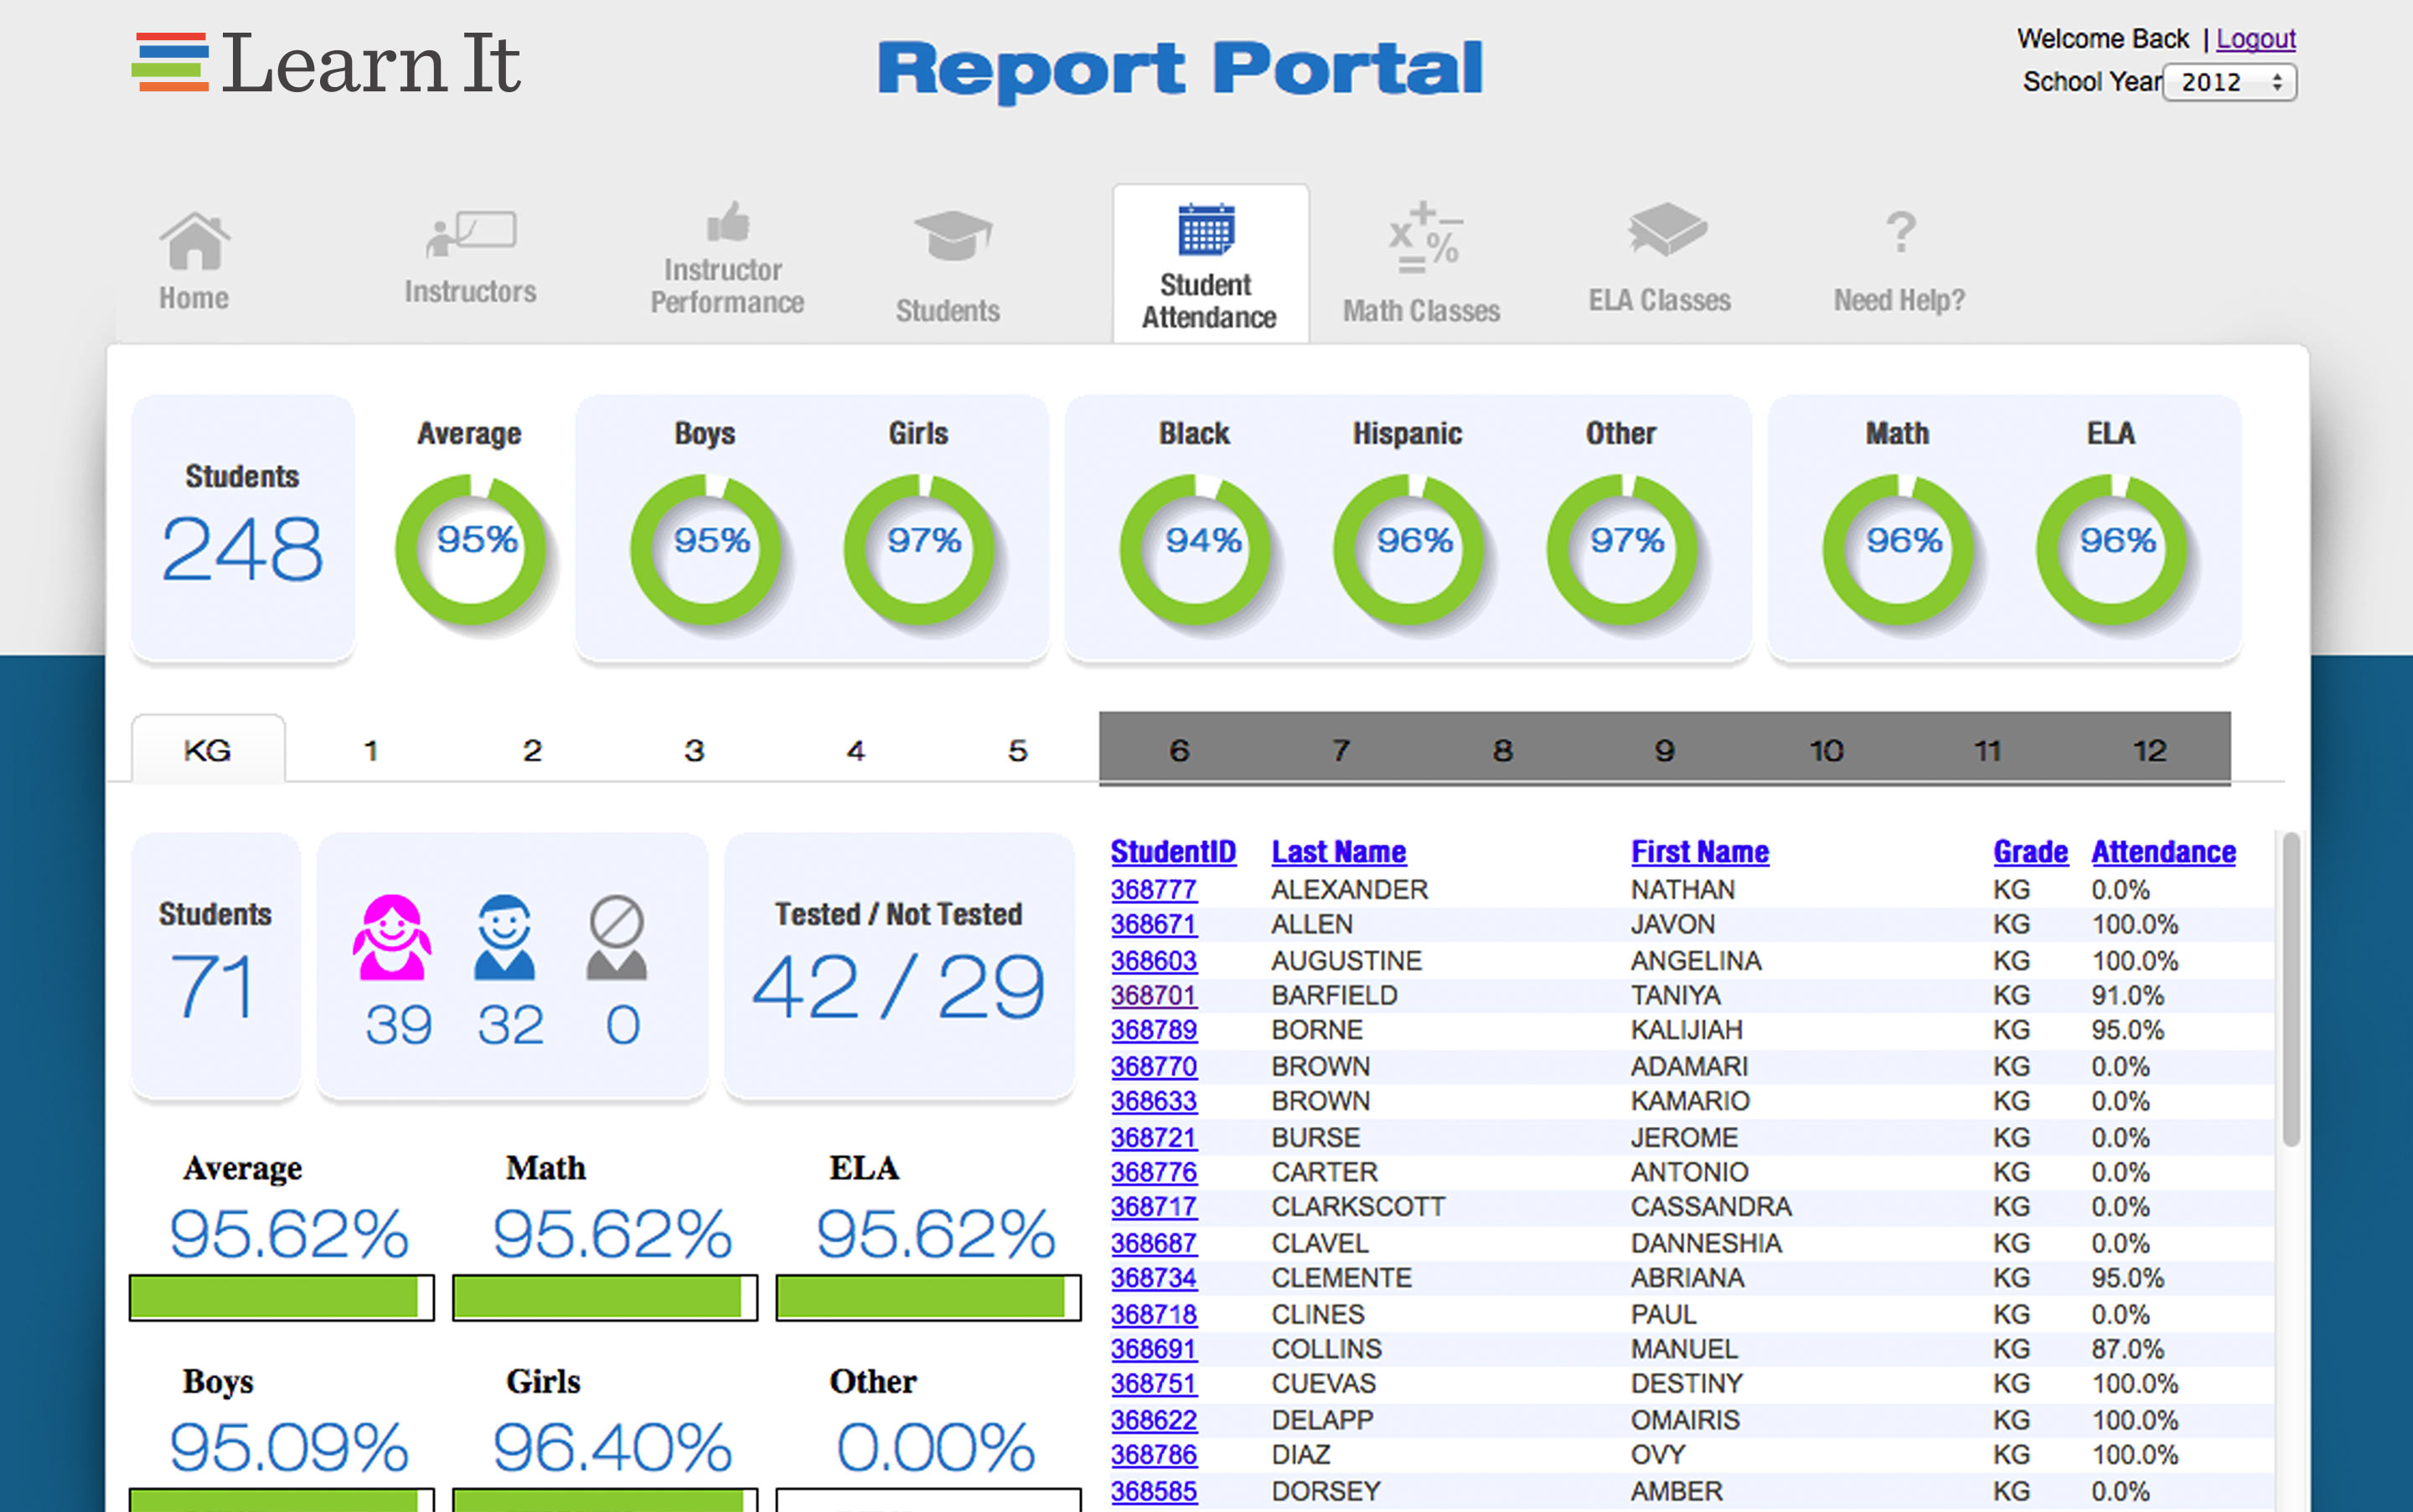 Learn It
Report Portal
Welcome Back | Logout
School Year 2012
Home
Instructors
Instructor
Performance
Students
Student
Attendance
Math Classes
ELA Classes
Need Help?
Students
248
Average
95%
Boys
95%
Girls
97%
Black
94%
Hispanic
96%
Other
97%
Math
96%
ELA
96%
KG 1 2 3 4 5 6 7 8 9 10 11 12
Students
71
39 32 0
Tested / Not Tested
42 / 29
Average Math ELA
95.62% 95.62% 95.62%
Boys Girls Other
95.09% 96.40% 0.00%
StudentID Last Name First Name Grade Attendance
368777 ALEXANDER NATHAN KG 0.0%
368671 ALLEN JAVON KG 100.0%
368603 AUGUSTINE ANGELINA KG 100.0%
368701 BARFIELD TANIYA KG 91.0%
368789 BORNE KALIJIAH KG 95.0%
368770 BROWN ADAMARI KG 0.0%
368633 BROWN KAMARIO KG 0.0%
368721 BURSE JEROME KG 0.0%
368776 CARTER ANTONIO KG 0.0%
368717 CLARKSCOTT CASSANDRA KG 0.0%
368687 CLAVEL DANNESHIA KG 0.0%
368734 CLEMENTE ABRIANA KG 95.0%
368718 CLINES PAUL KG 0.0%
368691 COLLINS MANUEL KG 87.0%
368751 CUEVAS DESTINY KG 100.0%
368622 DELAPP OMAIRIS KG 100.0%
368786 DIAZ OVY KG 100.0%
368585 DORSEY AMBER KG 0.0%